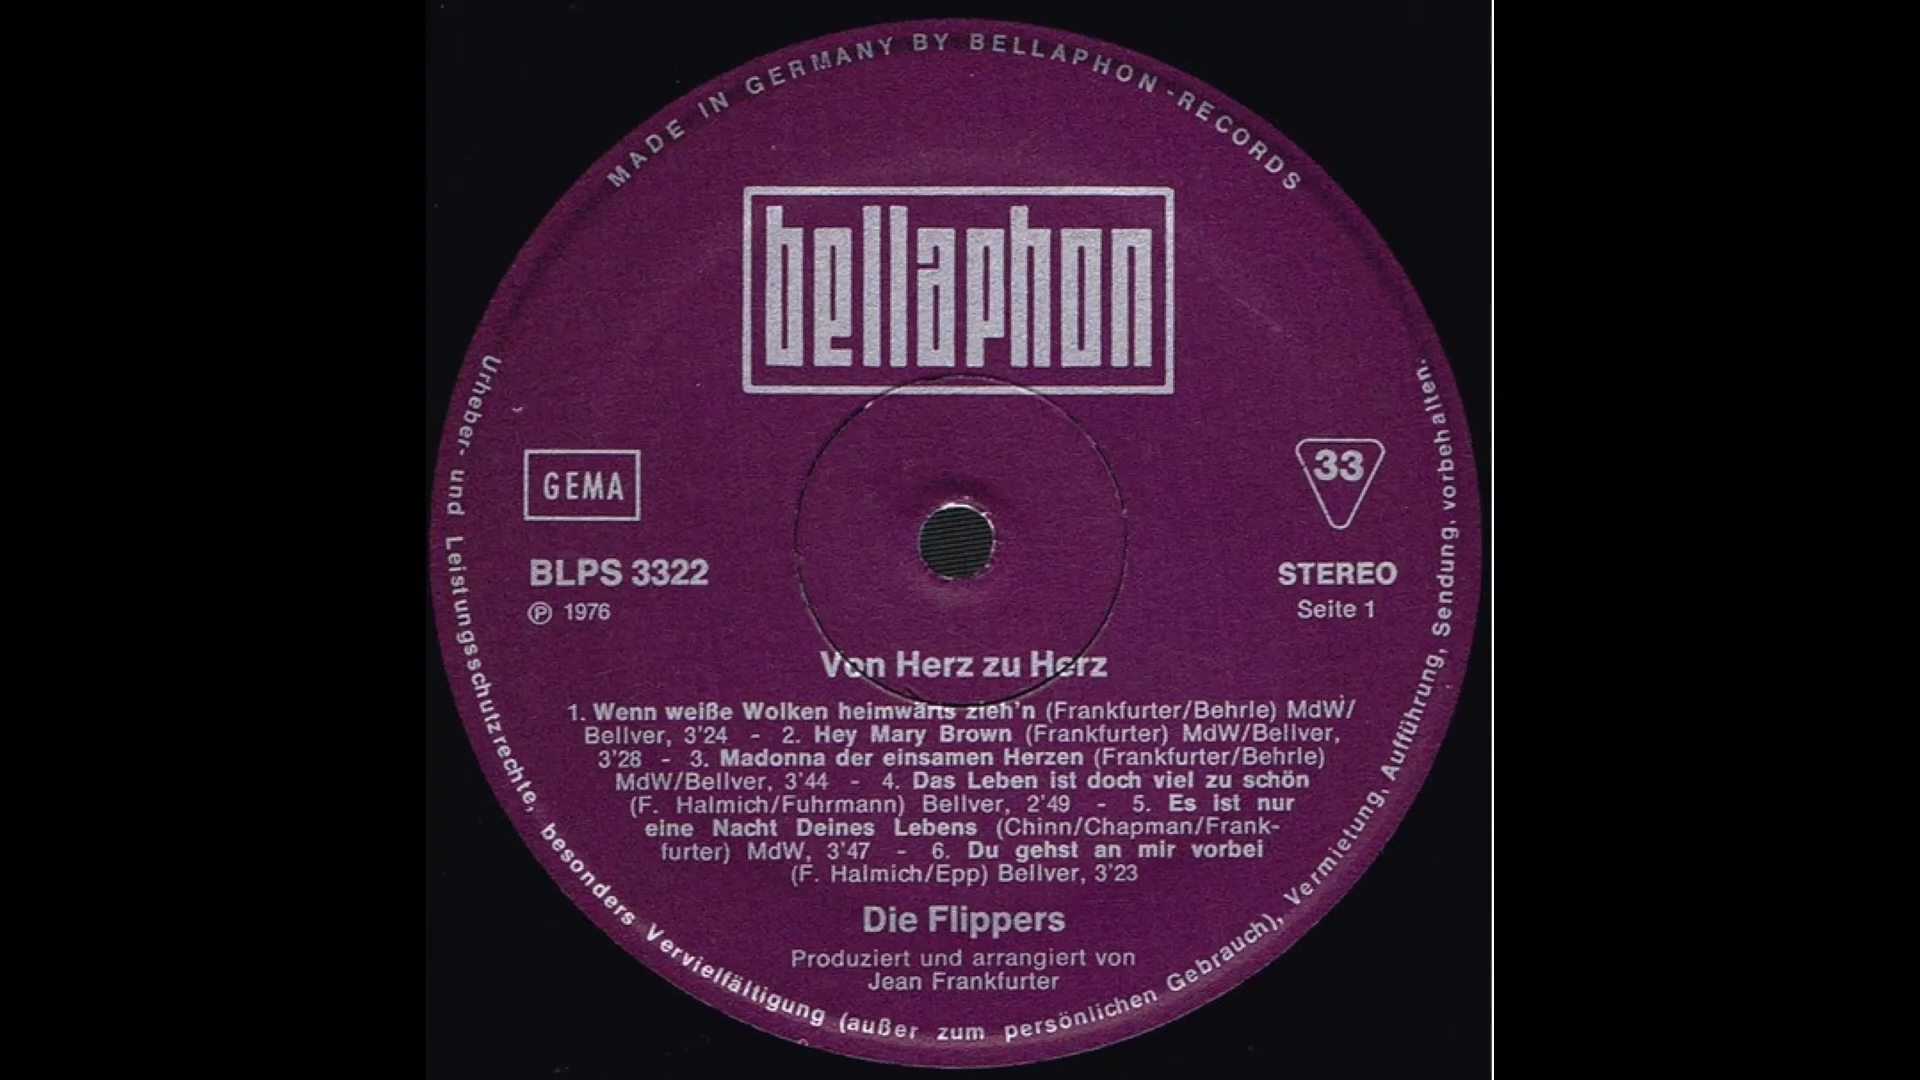 MADE IN GERMANY BY BELLAPHON-RECORDS
bellaphon
GEMA
33
BLPS 3322
STEREO
Ⓟ 1976
Seite 1
Von Herz zu Herz
1. Wenn weiße Wolken heimwärts zieh'n (Frankfurter/Behrle) MdW/
Bellver, 3'24 - 2. Hey Mary Brown (Frankfurter) MdW/Bellver,
3'28 - 3. Madonna der einsamen Herzen (Frankfurter/Behrle)
MdW/Bellver, 3'44 - 4. Das Leben ist doch viel zu schön
(F. Halmich/Fuhrmann) Bellver, 2'49 - 5. Es ist nur
eine Nacht Deines Lebens (Chinn/Chapman/Frank-
furter) MdW, 3'47 - 6. Du gehst an mir vorbei
(F. Halmich/Epp) Bellver, 3'23
Die Flippers
Produziert und arrangiert von
Jean Frankfurter
Urheber- und Leistungsschutzrechte, besonders Vervielfältigung (außer zum persönlichen Gebrauch), Vermietung, Aufführung, Sendung, vorbehalten.